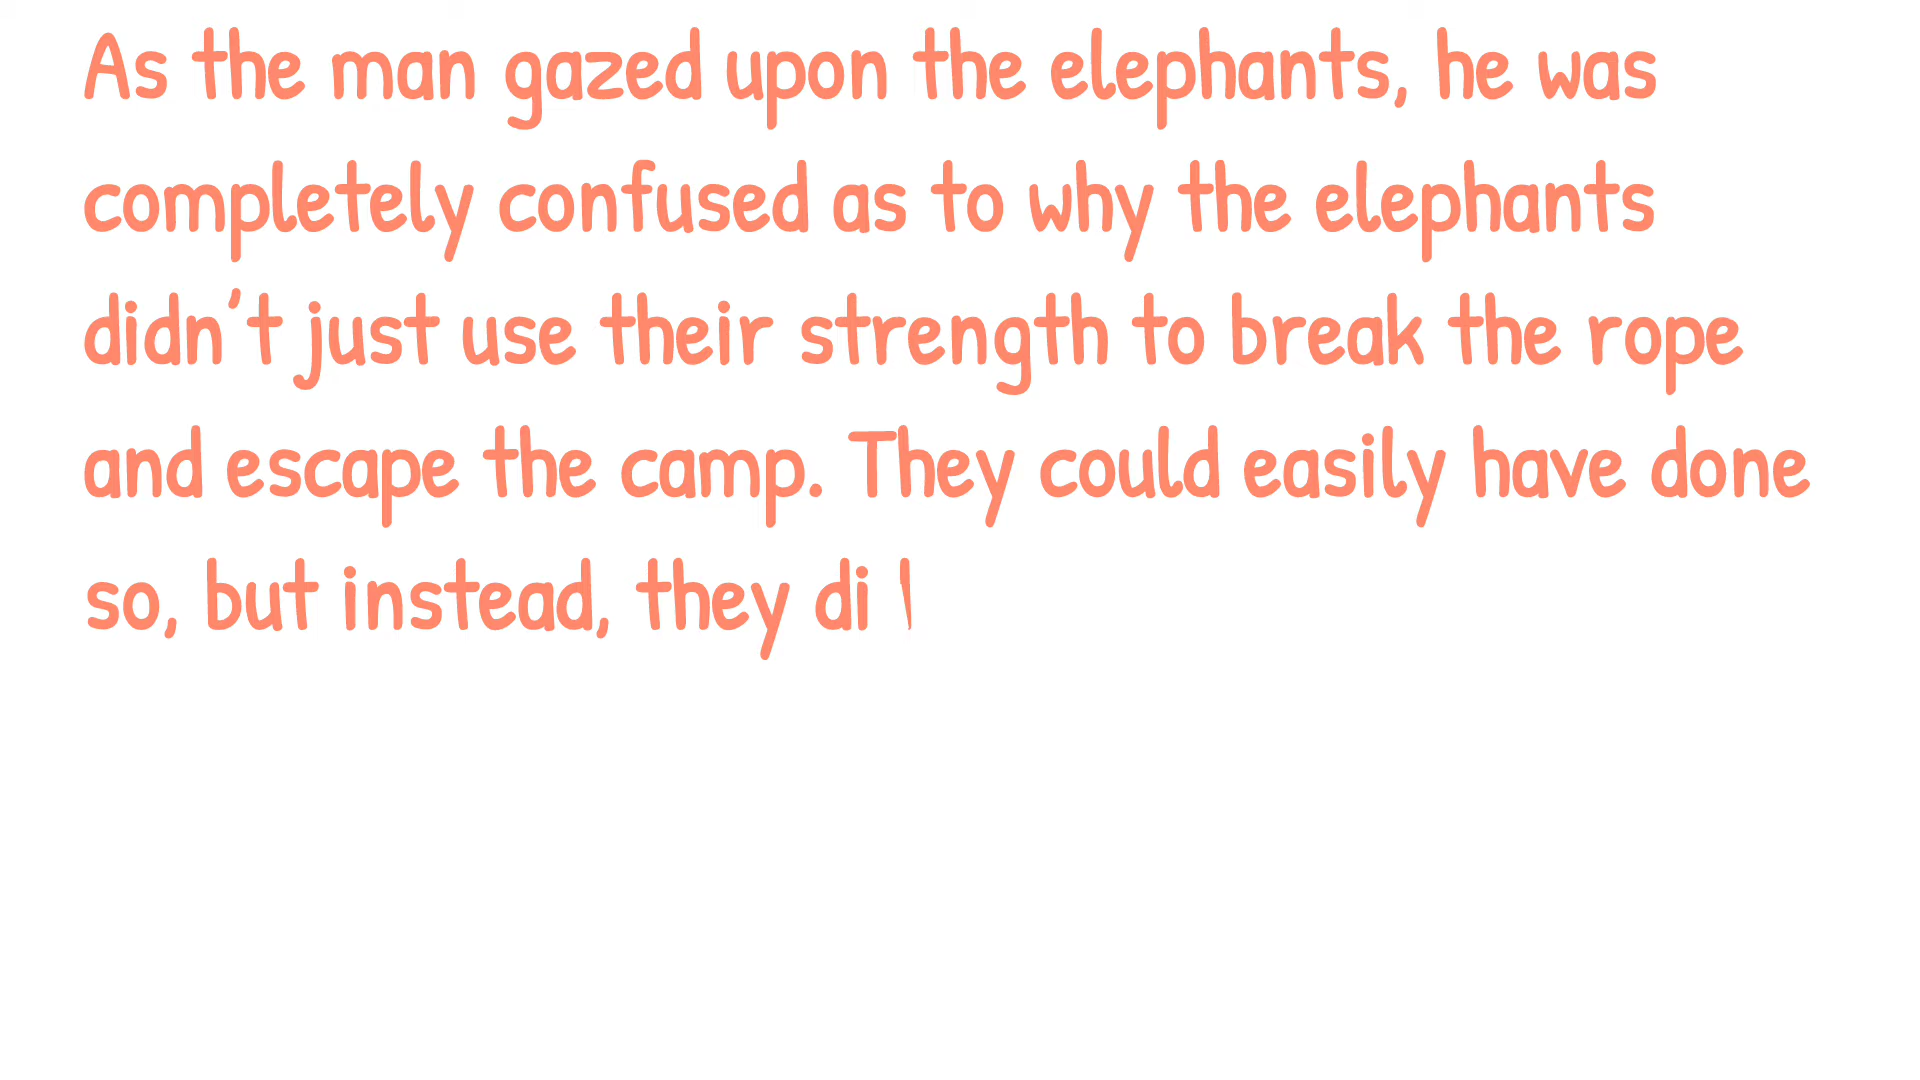 As the man gazed upon the elephants, he was
completely confused as to why the elephants
didn't just use their strength to break the rope
and escape the camp. They could easily have done
so, but instead, they di